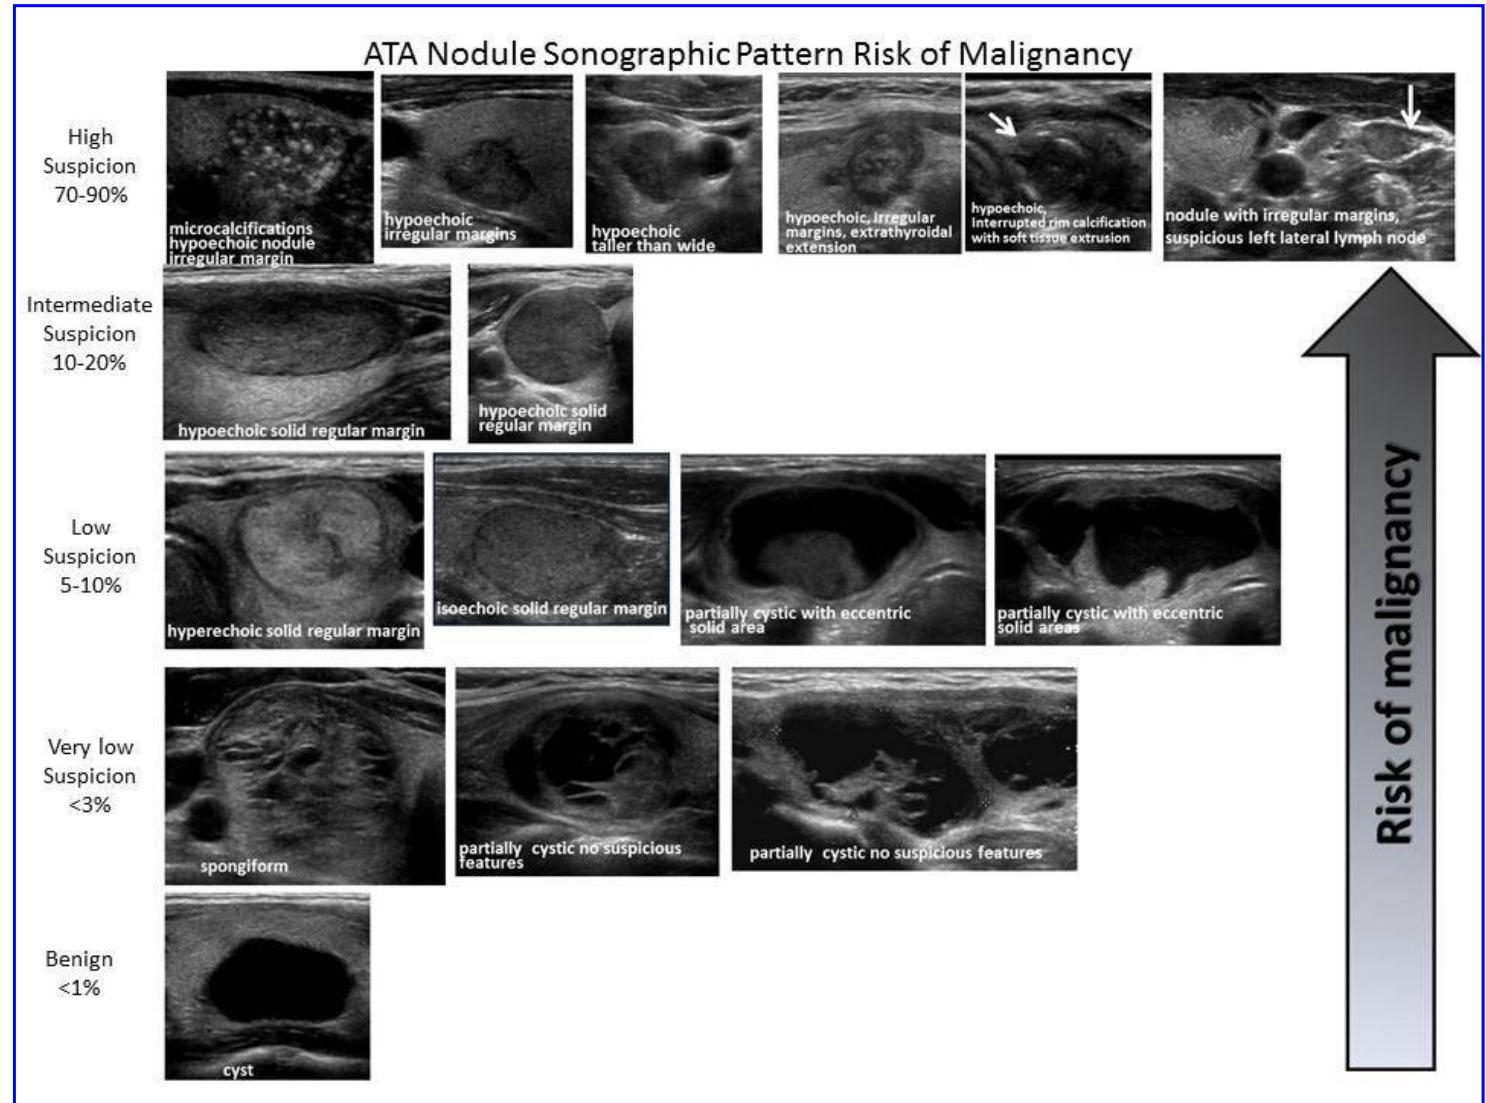 ATA Nodule Sonographic Pattern Risk of Malignancy
High
Suspicion
70-90%
microcalcifications
hypoechoic nodule
irregular margin
hypoechoic
irregular margins
hypoechoic
taller than wide
hypoechoic, irregular
margins, extrathyroidal
extension
hypoechoic,
Interrupted rim calcification
with soft tissue extrusion
nodule with irregular margins,
suspicious left lateral lymph node
Intermediate
Suspicion
10-20%
hypoechoic solid regular margin
hypoechoic solid
regular margin
Low
Suspicion
5-10%
hyperechoic solid regular margin
isoechoic solid regular margin
partially cystic with eccentric
solid area
partially cystic with eccentric
solid areas
Very low
Suspicion
<3%
spongiform
partially cystic no suspicious
features
partially cystic no suspicious features
Benign
<1%
cyst
Risk of malignancy